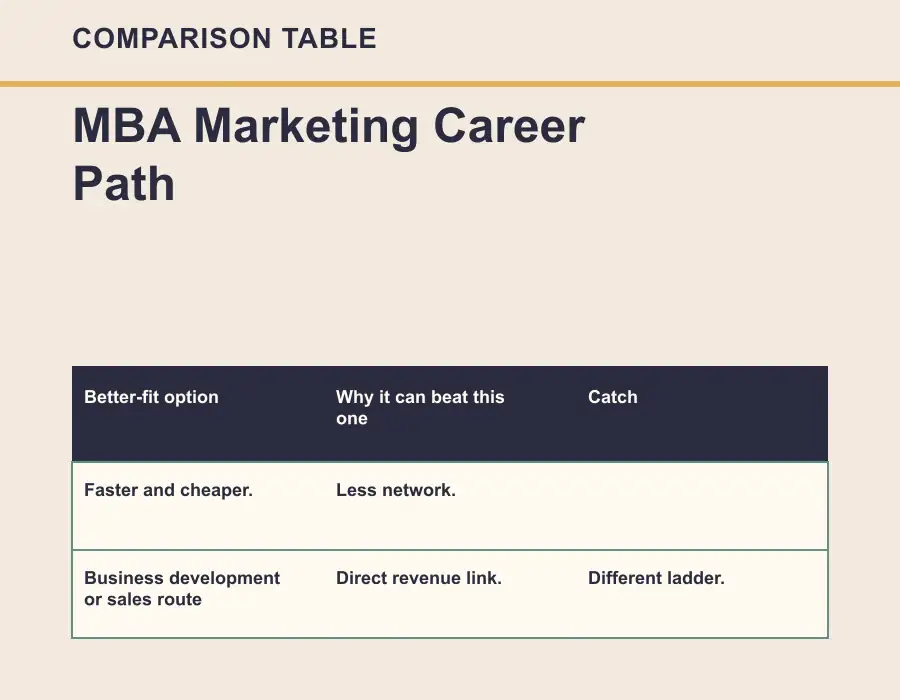 COMPARISON TABLE
MBA Marketing Career
Path
Better-fit option
Why it can beat this
one
Catch
Faster and cheaper.
Less network.
Business development
or sales route
Direct revenue link.
Different ladder.